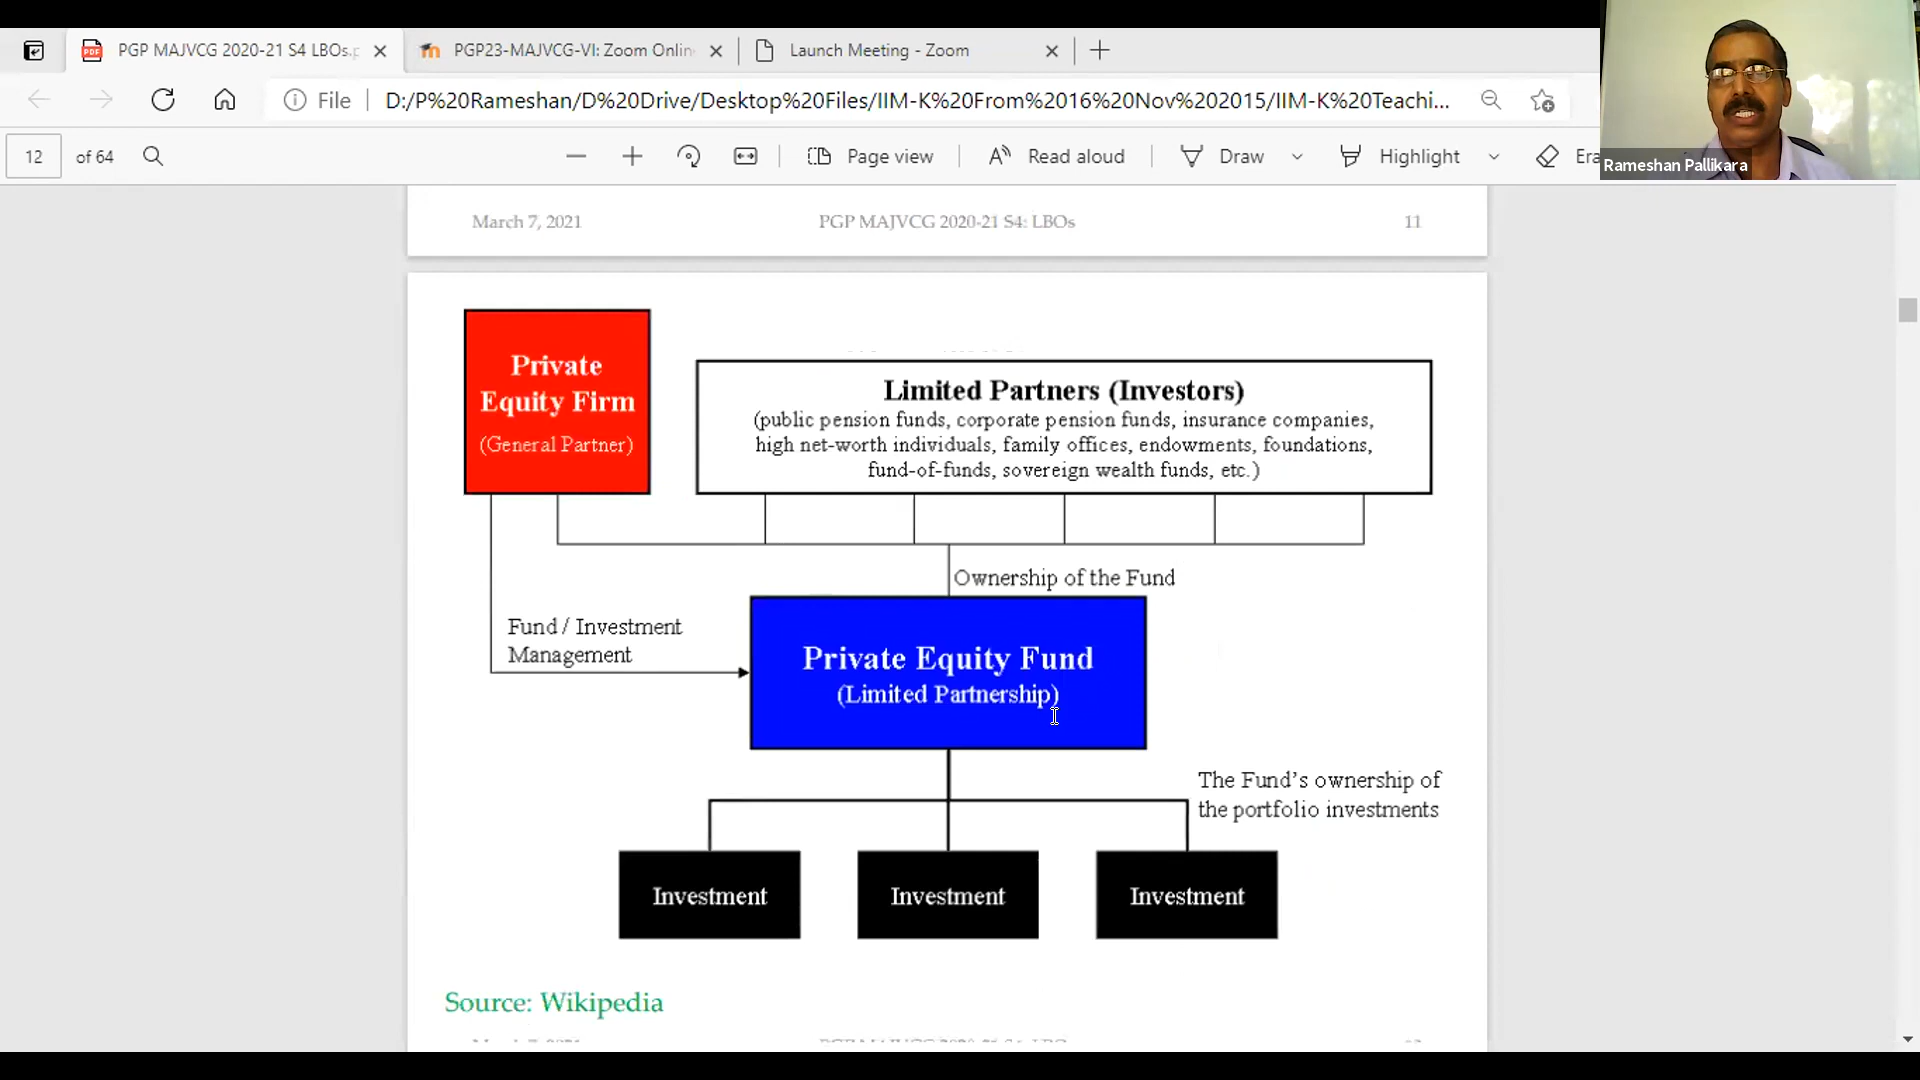 PGP MAJVCG 2020-21 S4 LBOs.p
PGP23-MAJVCG-VI: Zoom Onlin
Launch Meeting - Zoom
File
D:/P%20Rameshan/D%20Drive/Desktop%20Files/IIM-K%20From%2016%20Nov%202015/IIM-K%20Teachi...
12 of 64
Page view
Read aloud
Draw
Highlight
Era
Rameshan Pallikara
March 7, 2021
PGP MAJVCG 2020-21 S4: LBOs
11
Private
Equity Firm
(General Partner)
Limited Partners (Investors)
(public pension funds, corporate pension funds, insurance companies,
high net-worth individuals, family offices, endowments, foundations,
fund-of-funds, sovereign wealth funds, etc.)
Ownership of the Fund
Fund / Investment
Management
Private Equity Fund
(Limited Partnership)
The Fund's ownership of
the portfolio investments
Investment
Investment
Investment
Source: Wikipedia